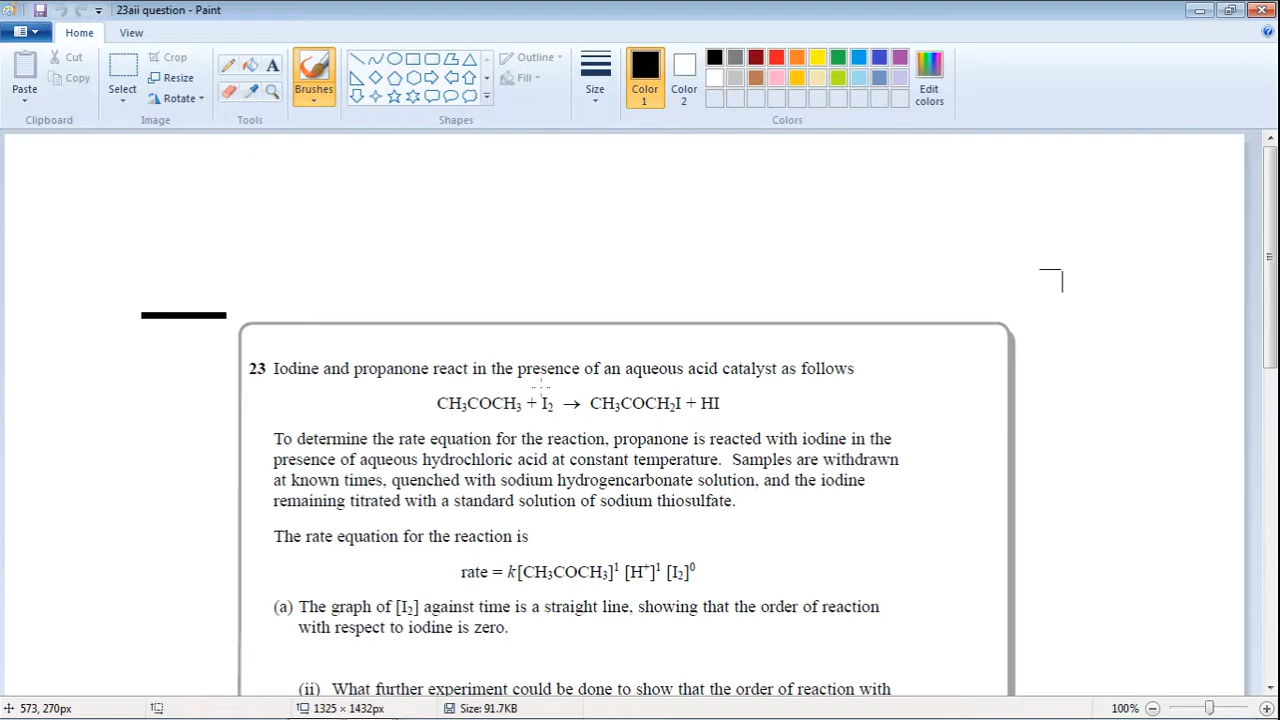 23aii question - Paint
Home
View
Paste
Cut
Copy
Clipboard
Select
Crop
Resize
Rotate
Image
Tools
Brushes
Outline
Fill
Shapes
Size
Color 1
Color 2
Edit colors
Colors
23 Iodine and propanone react in the presence of an aqueous acid catalyst as follows
CH₃COCH₃ + I₂ → CH₃COCH₂I + HI
To determine the rate equation for the reaction, propanone is reacted with iodine in the
presence of aqueous hydrochloric acid at constant temperature. Samples are withdrawn
at known times, quenched with sodium hydrogencarbonate solution, and the iodine
remaining titrated with a standard solution of sodium thiosulfate.
The rate equation for the reaction is
rate = k[CH₃COCH₃]¹ [H⁺]¹ [I₂]⁰
(a) The graph of [I₂] against time is a straight line, showing that the order of reaction
with respect to iodine is zero.
(ii) What further experiment could be done to show that the order of reaction with
573, 270px
1325 × 1432px
Size: 91.7KB
100%